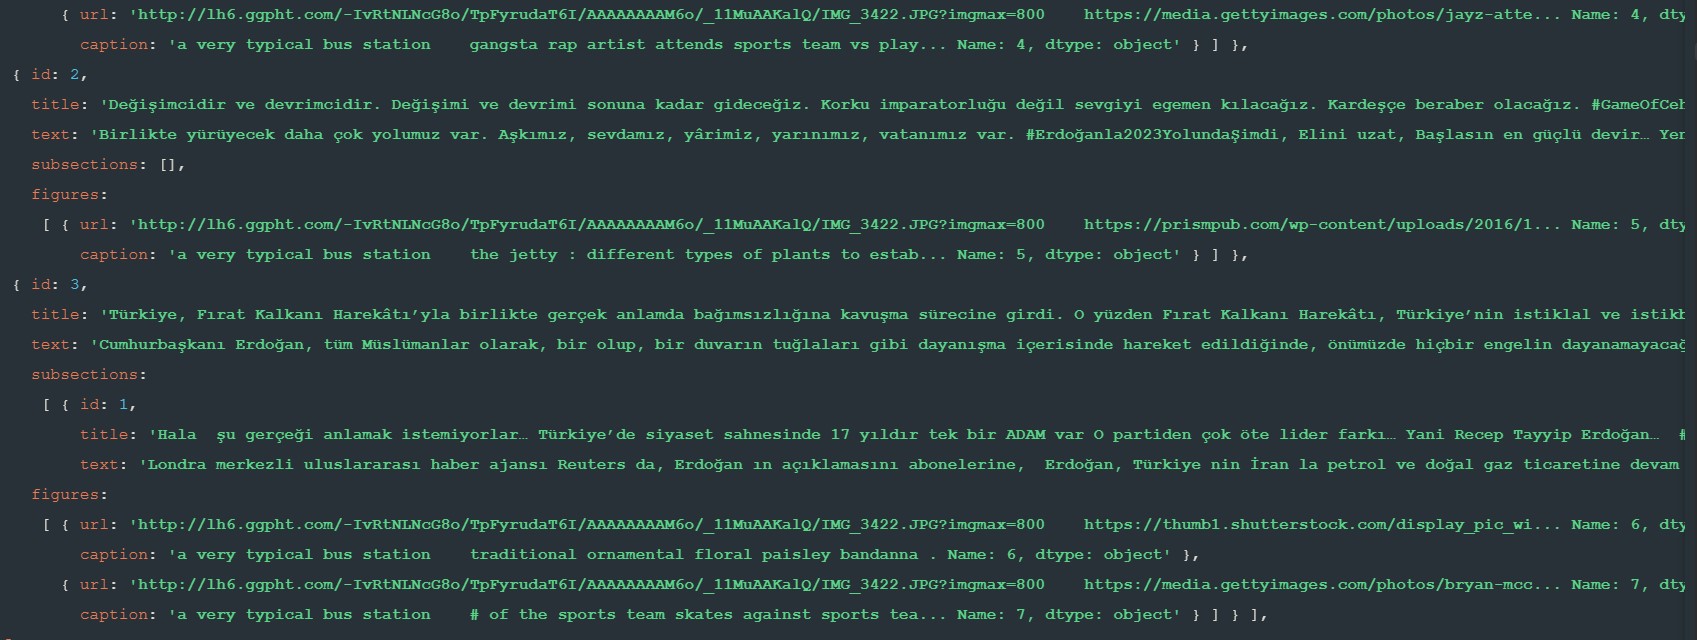 { url: 'http://lh6.ggpht.com/-IvRtNLNcG8o/TpFyrudaT6I/AAAAAAAAM6o/_11MuAAKalQ/IMG_3422.JPG?imgmax=800    https://media.gettyimages.com/photos/jayz-atte... Name: 4, dty
caption: 'a very typical bus station    gangsta rap artist attends sports team vs play... Name: 4, dtype: object' } ] },
{ id: 2,
title: 'Değişimcidir ve devrimcidir. Değişimi ve devrimi sonuna kadar gideceğiz. Korku imparatorluğu değil sevgiyi egemen kılacağız. Kardeşçe beraber olacağız. #GameOfCeh
text: 'Birlikte yürüyecek daha çok yolumuz var. Aşkımız, sevdamız, yârimiz, yarınımız, vatanımız var. #Erdoğanla2023YolundaŞimdi, Elini uzat, Başlasın en güçlü devir… Yer
subsections: [],
figures:
[ { url: 'http://lh6.ggpht.com/-IvRtNLNcG8o/TpFyrudaT6I/AAAAAAAAM6o/_11MuAAKalQ/IMG_3422.JPG?imgmax=800    https://prismpub.com/wp-content/uploads/2016/1... Name: 5, dty
caption: 'a very typical bus station    the jetty : different types of plants to estab... Name: 5, dtype: object' } ] },
{ id: 3,
title: 'Türkiye, Fırat Kalkanı Harekâtı’yla birlikte gerçek anlamda bağımsızlığına kavuşma sürecine girdi. O yüzden Fırat Kalkanı Harekâtı, Türkiye’nin istiklal ve istikb
text: 'Cumhurbaşkanı Erdoğan, tüm Müslümanlar olarak, bir olup, bir duvarın tuğlaları gibi dayanışma içerisinde hareket edildiğinde, önümüzde hiçbir engelin dayanamayacağ
subsections:
[ { id: 1,
title: 'Hala  şu gerçeği anlamak istemiyorlar… Türkiye’de siyaset sahnesinde 17 yıldır tek bir ADAM var O partiden çok öte lider farkı… Yani Recep Tayyip Erdoğan…  #
text: 'Londra merkezli uluslararası haber ajansı Reuters da, Erdoğan ın açıklamasını abonelerine,  Erdoğan, Türkiye nin İran la petrol ve doğal gaz ticaretine devam
figures:
[ { url: 'http://lh6.ggpht.com/-IvRtNLNcG8o/TpFyrudaT6I/AAAAAAAAM6o/_11MuAAKalQ/IMG_3422.JPG?imgmax=800    https://thumb1.shutterstock.com/display_pic_wi... Name: 6, dty
caption: 'a very typical bus station    traditional ornamental floral paisley bandanna . Name: 6, dtype: object' },
{ url: 'http://lh6.ggpht.com/-IvRtNLNcG8o/TpFyrudaT6I/AAAAAAAAM6o/_11MuAAKalQ/IMG_3422.JPG?imgmax=800    https://media.gettyimages.com/photos/bryan-mcc... Name: 7, dty
caption: 'a very typical bus station    # of the sports team skates against sports tea... Name: 7, dtype: object' } ] } ],